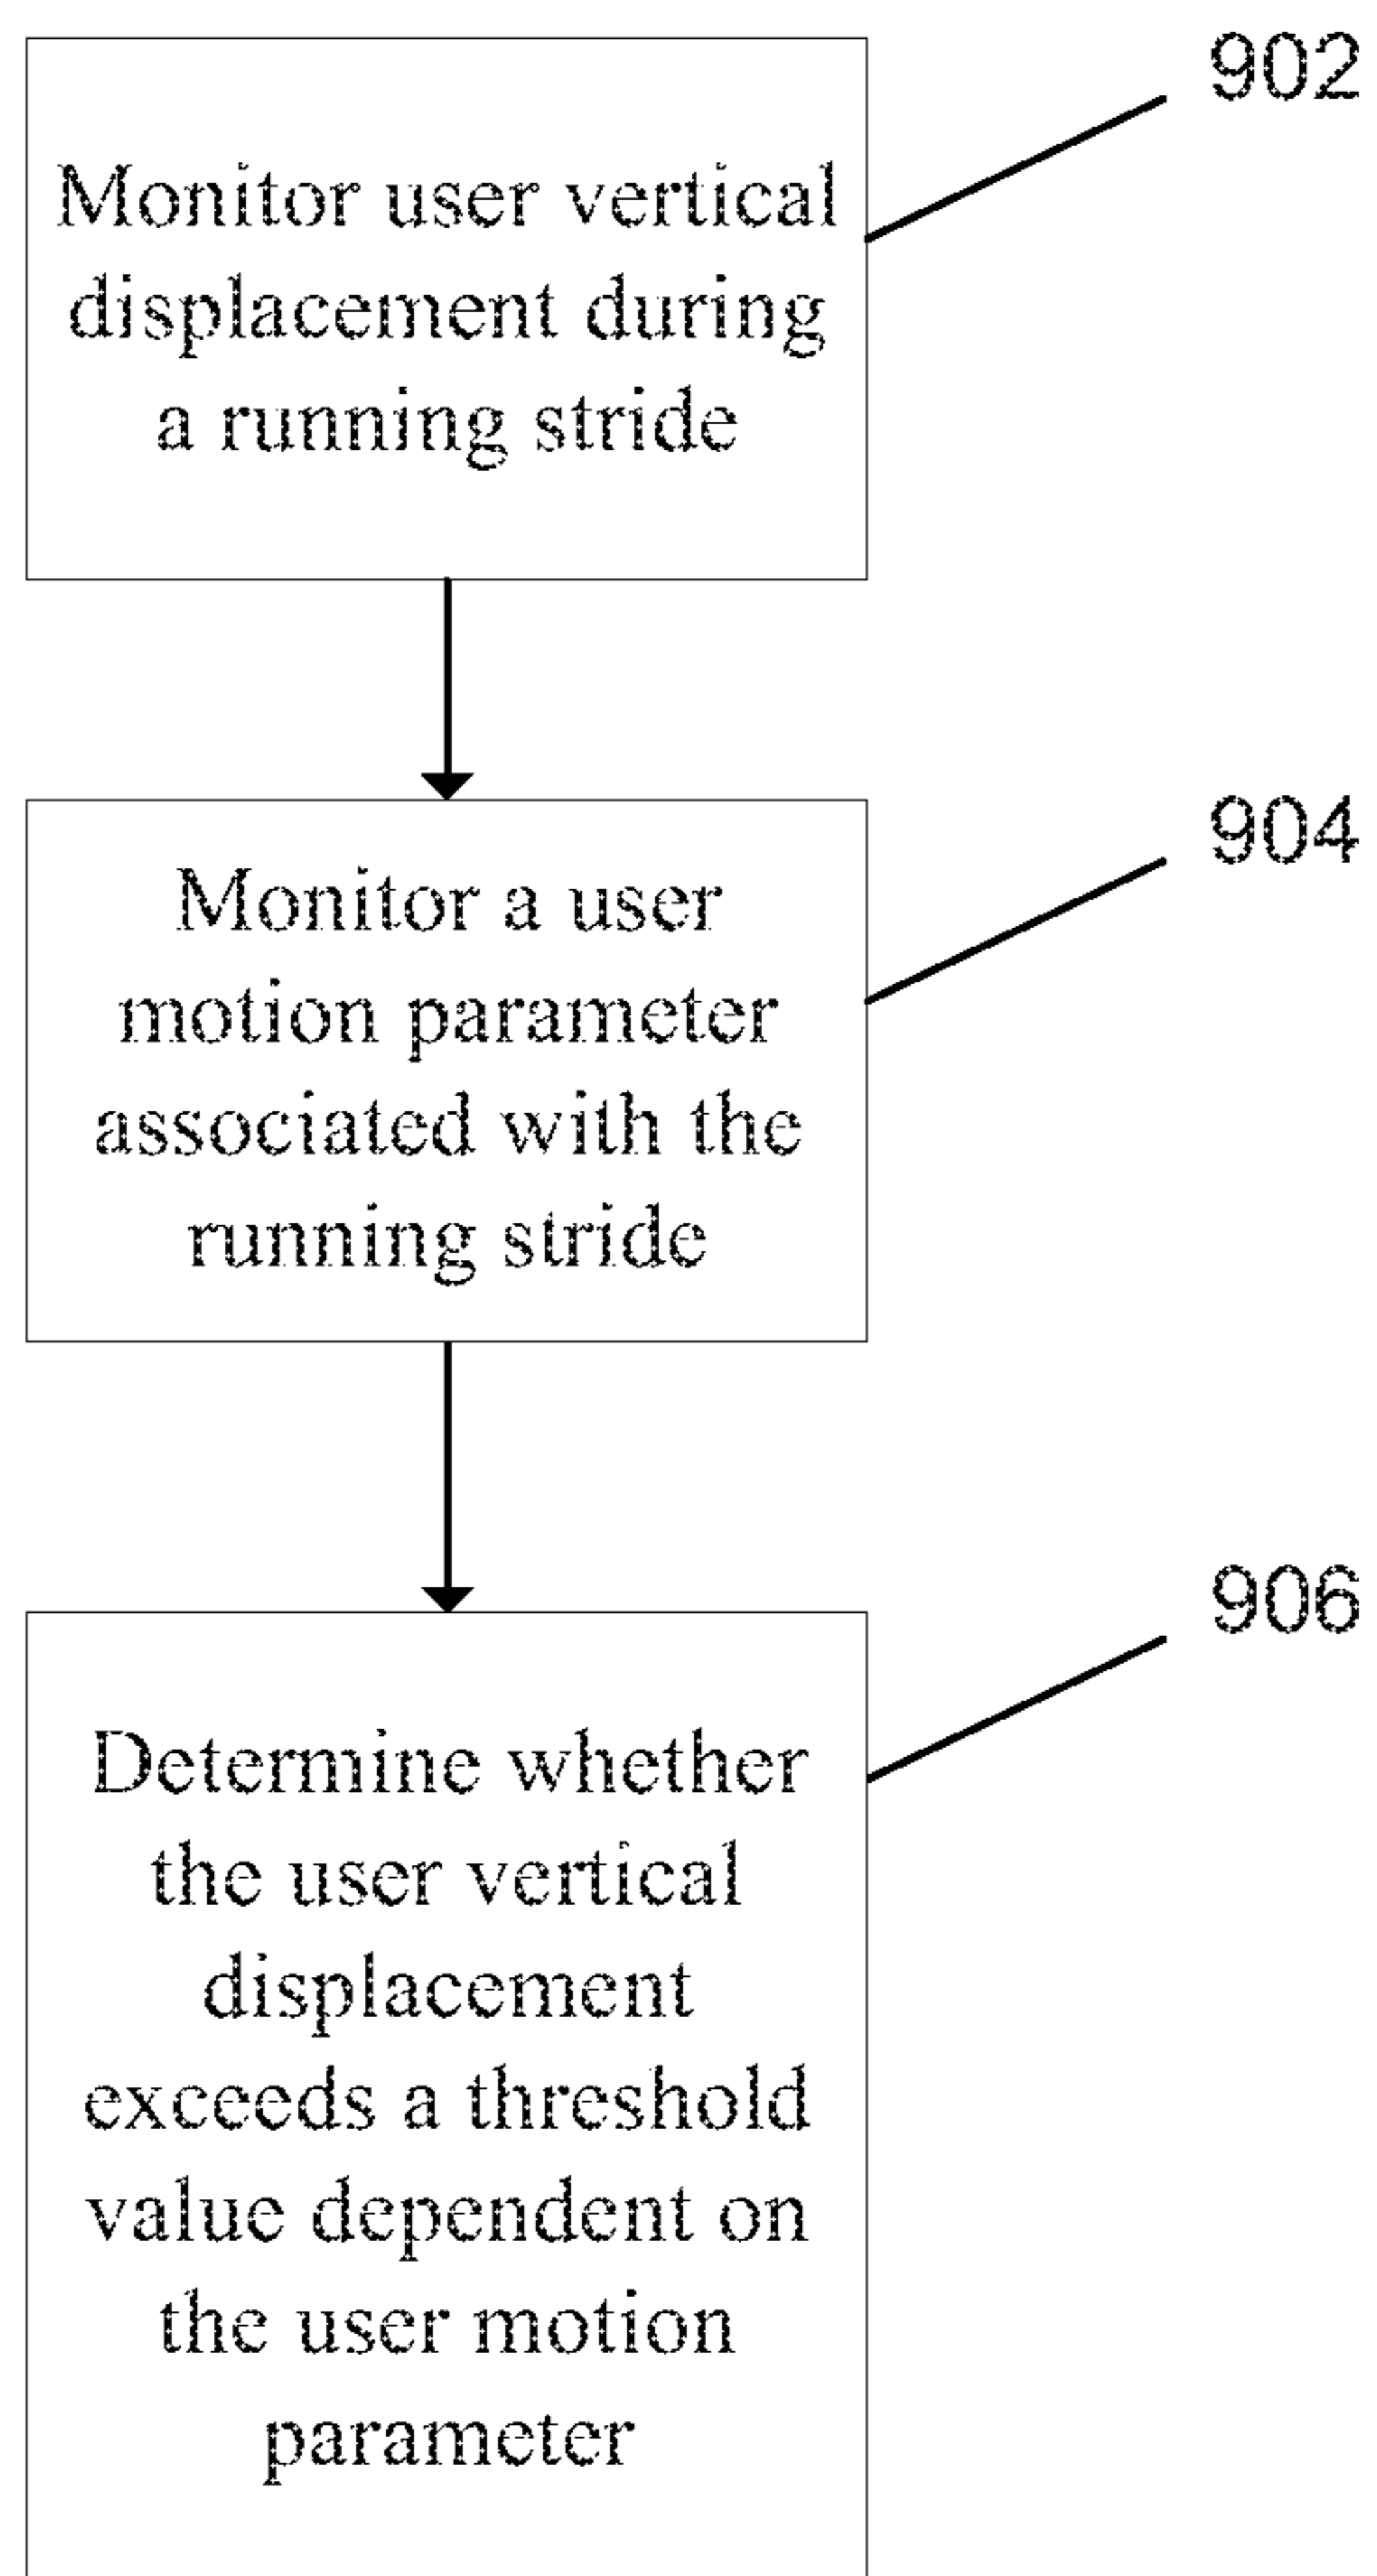 902
Monitor user vertical
displacement during
a running stride
904
Monitor a user
motion parameter
associated with the
running stride
906
Determine whether
the user vertical
displacement
exceeds a threshold
value dependent on
the user motion
parameter